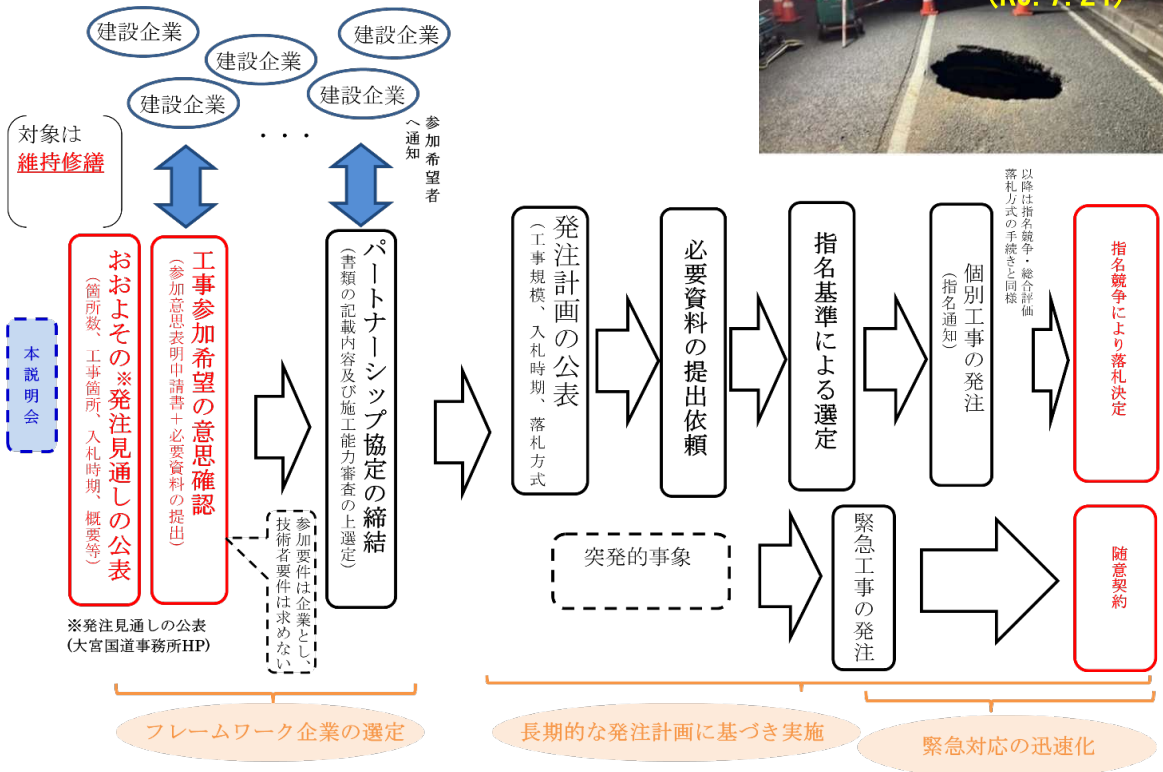 (R5.7.24)
建設企業
建設企業
建設企業
建設企業
建設企業
・・・
対象は
維持修繕
参加希望者
へ通知
本説明会
おおよその※発注見通しの公表
(箇所数、工事箇所、入札時期、概要等)
工事参加希望の意思確認
(参加意思表明申請書＋必要資料の提出)
参加要件は企業とし、
技術者要件は求めない
パートナーシップ協定の締結
(書類の記載内容及び施工能力審査の上選定)
発注計画の公表
(工事規模、入札時期、落札方式)
必要資料の提出依頼
指名基準による選定
個別工事の発注
(指名通知)
以降は指名競争・総合評価
落札方式の手続きと同様
指名競争により落札決定
突発的事象
緊急工事の発注
随意契約
※発注見通しの公表
(大宮国道事務所HP)
フレームワーク企業の選定
長期的な発注計画に基づき実施
緊急対応の迅速化